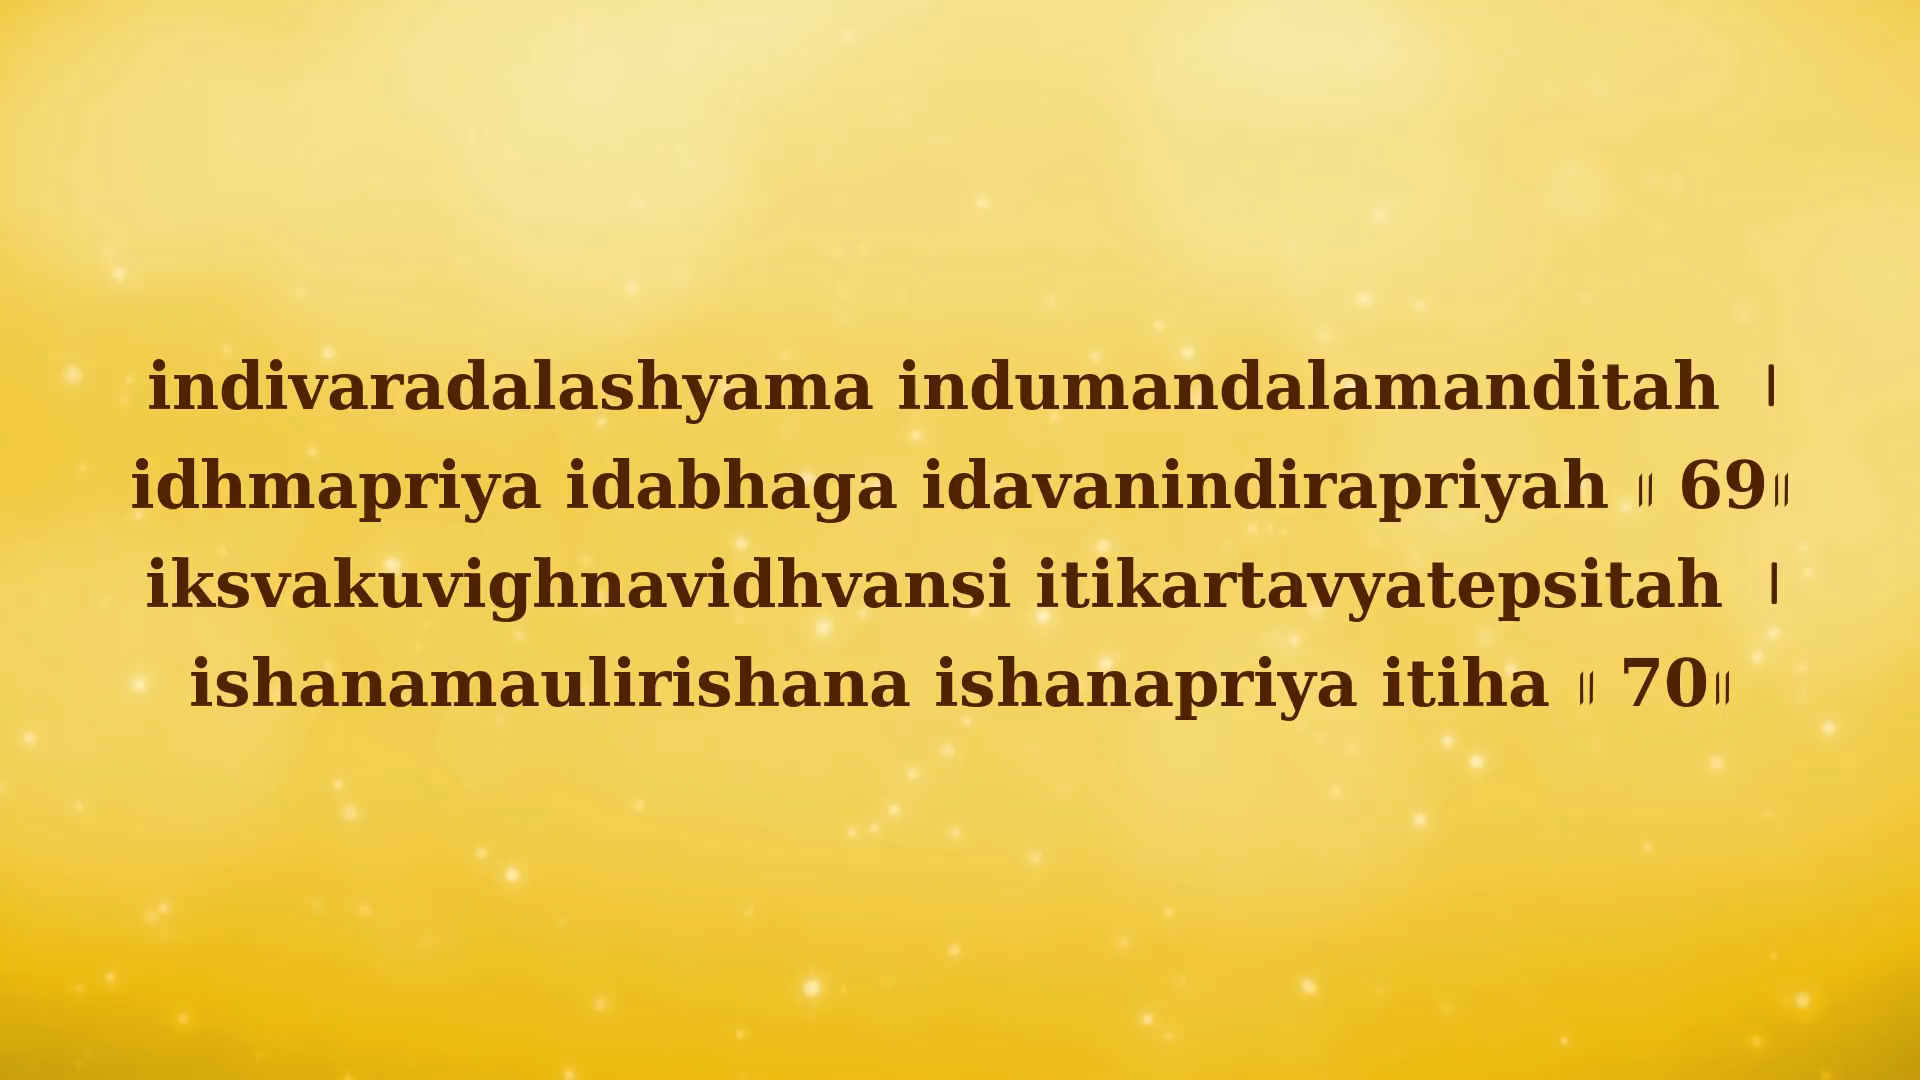 indivaradalashyama indumandalamanditah ।
idhmapriya idabhaga idavanindirapriyah ॥ 69॥
iksvakuvighnavidhvansi itikartavyatepsitah ।
ishanamaulirishana ishanapriya itiha ॥ 70॥